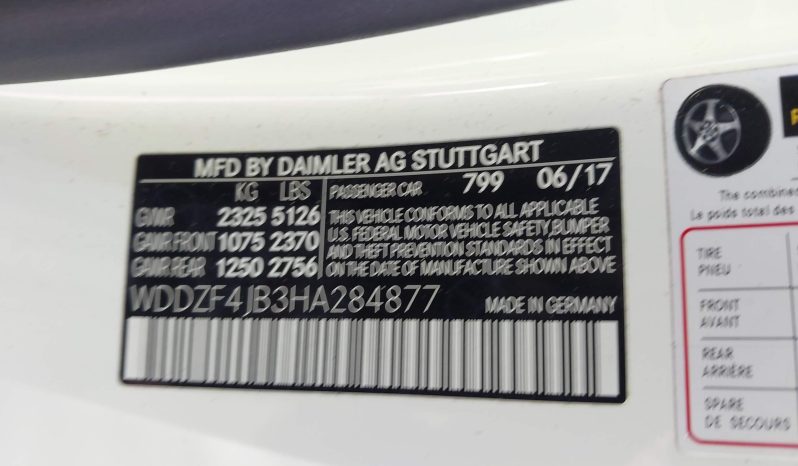 MFD BY DAIMLER AG STUTTGART
KG LBS
GVWR 2325 5126
GAWR FRONT 1075 2370
GAWR REAR 1250 2756
PASSENGER CAR 799 06/17
THIS VEHICLE CONFORMS TO ALL APPLICABLE
U.S. FEDERAL MOTOR VEHICLE SAFETY, BUMPER
AND THEFT PREVENTION STANDARDS IN EFFECT
ON THE DATE OF MANUFACTURE SHOWN ABOVE
WDDZF4JB3HA284877
MADE IN GERMANY
The combined
Le poids total des
TIRE
PNEU
FRONT
AVANT
REAR
ARRIÈRE
SPARE
DE SECOURS